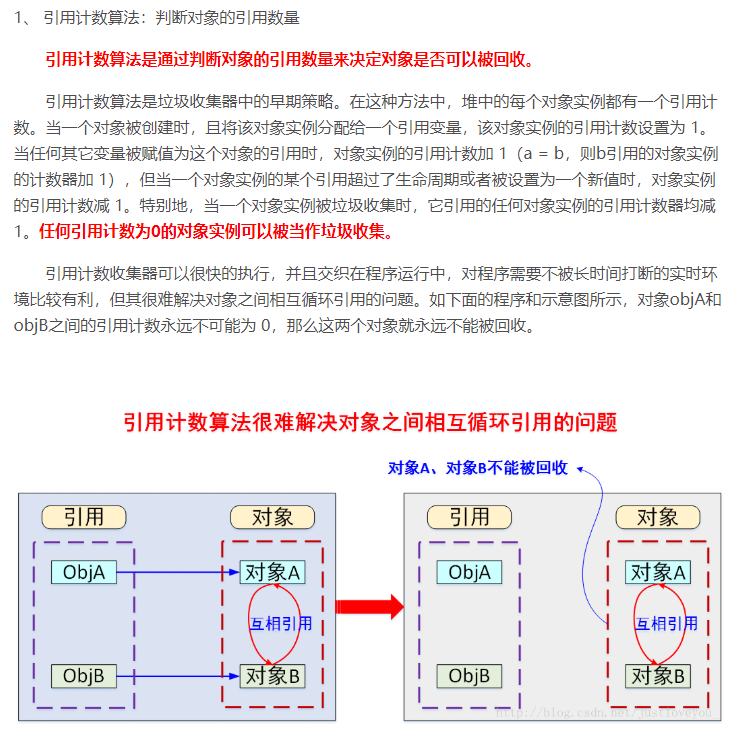 1、 引用计数算法：判断对象的引用数量
引用计数算法是通过判断对象的引用数量来决定对象是否可以被回收。
引用计数算法是垃圾收集器中的早期策略。在这种方法中，堆中的每个对象实例都有一个引用计
数。当一个对象被创建时，且将该对象实例分配给一个引用变量，该对象实例的引用计数设置为 1。
当任何其它变量被赋值为这个对象的引用时，对象实例的引用计数加 1（a = b，则b引用的对象实例
的计数器加 1），但当一个对象实例的某个引用超过了生命周期或者被设置为一个新值时，对象实例
的引用计数减 1。特别地，当一个对象实例被垃圾收集时，它引用的任何对象实例的引用计数器均减
1。任何引用计数为0的对象实例可以被当作垃圾收集。
引用计数收集器可以很快的执行，并且交织在程序运行中，对程序需要不被长时间打断的实时环
境比较有利，但其很难解决对象之间相互循环引用的问题。如下面的程序和示意图所示，对象objA和
objB之间的引用计数永远不可能为 0，那么这两个对象就永远不能被回收。
引用计数算法很难解决对象之间相互循环引用的问题
对象A、对象B不能被回收
引用
对象
ObjA
对象A
互相引用
ObjB
对象B
引用
对象
ObjA
对象A
互相引用
ObjB
对象B
http://blog.csdn.net/justloveyou_